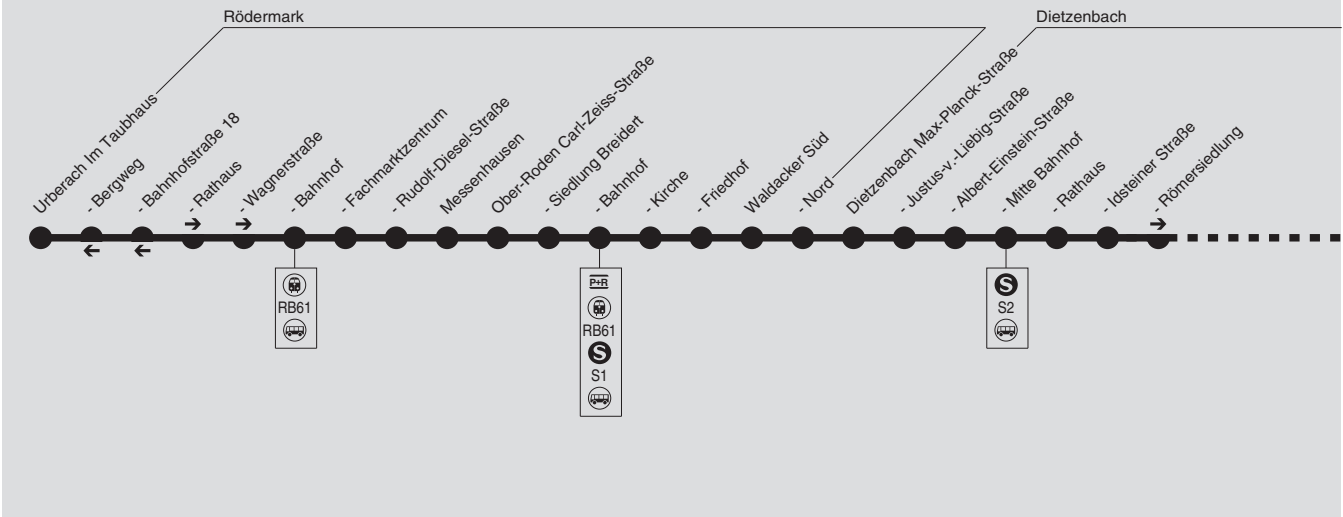 Rödermark
Dietzenbach
Urberach Im Taubhaus
- Bergweg
- Bahnhofstraße 18
- Rathaus
- Wagnerstraße
- Bahnhof
- Fachmarktzentrum
- Rudolf-Diesel-Straße
Messenhausen
Ober-Roden Carl-Zeiss-Straße
- Siedlung Breidert
- Bahnhof
- Kirche
- Friedhof
Waldacker Süd
- Nord
Dietzenbach Max-Planck-Straße
- Justus-v.-Liebig-Straße
- Albert-Einstein-Straße
- Mitte Bahnhof
- Rathaus
- Idsteiner Straße
- Römersiedlung
RB61
P+R
RB61
S
S1
S
S2